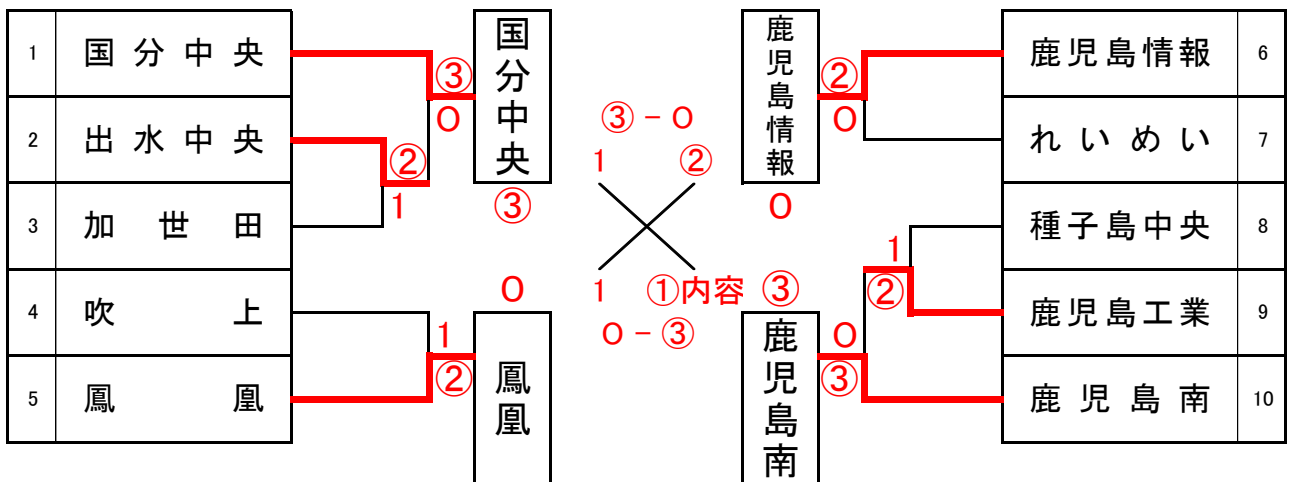 1 国分中央
2 出水中央
3 加世田
4 吹上
5 鳳凰
③
0
②
1
1
②
国分中央
③
0
鳳凰
③-0
1 ②
1 ①内容
0-③
鹿児島情報
0
③
鹿児島南
②
0
1
②
0
③
鹿児島情報 6
れいめい 7
種子島中央 8
鹿児島工業 9
鹿児島南 10